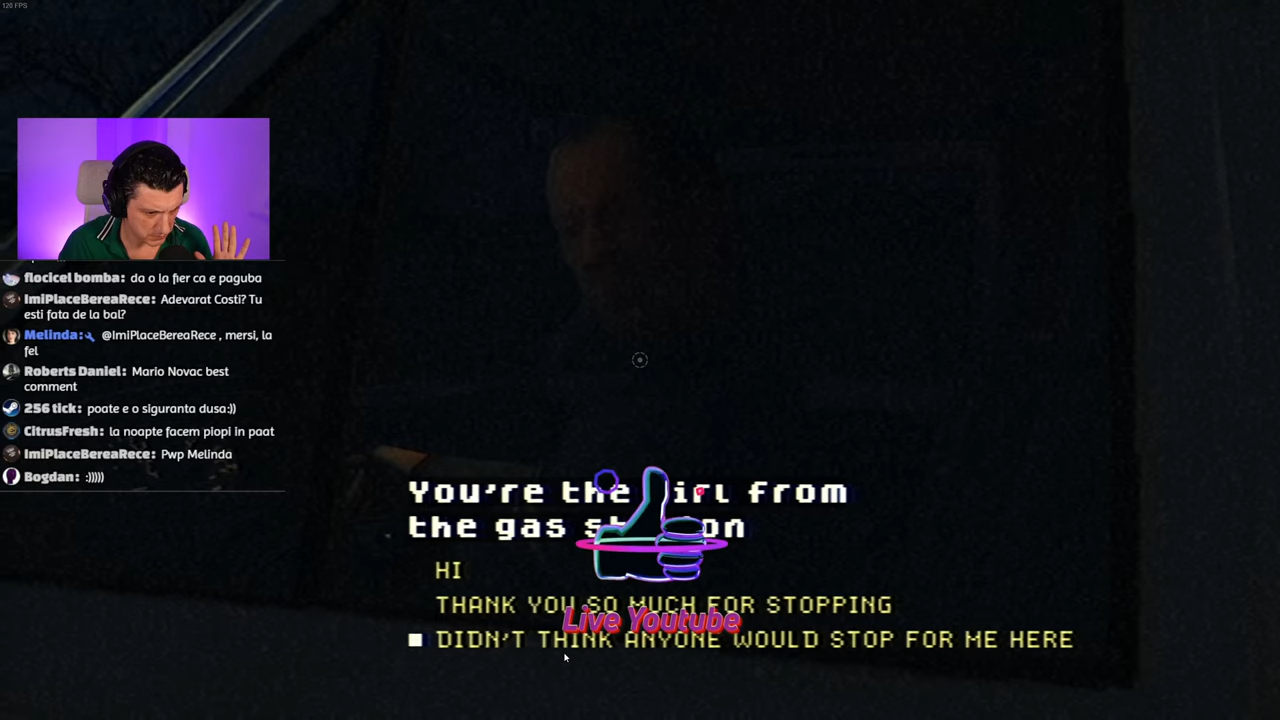 120 FPS
flocicel bomba: da o la fier ca e paguba
ImiPlaceBereaRece: Adevarat Costi? Tu
esti fata de la bal?
Melinda: @ImiPlaceBereaRece , mersi, la
fel
Roberts Daniel: Mario Novac best
comment
256 tick: poate e o siguranta dusa:))
CitrusFresh: la noapte facem piopi in paat
ImiPlaceBereaRece: Pwp Melinda
Bogdan: :)))))
You're the girl from
the gas station
HI
THANK YOU SO MUCH FOR STOPPING
Live Youtube
DIDN'T THINK ANYONE WOULD STOP FOR ME HERE